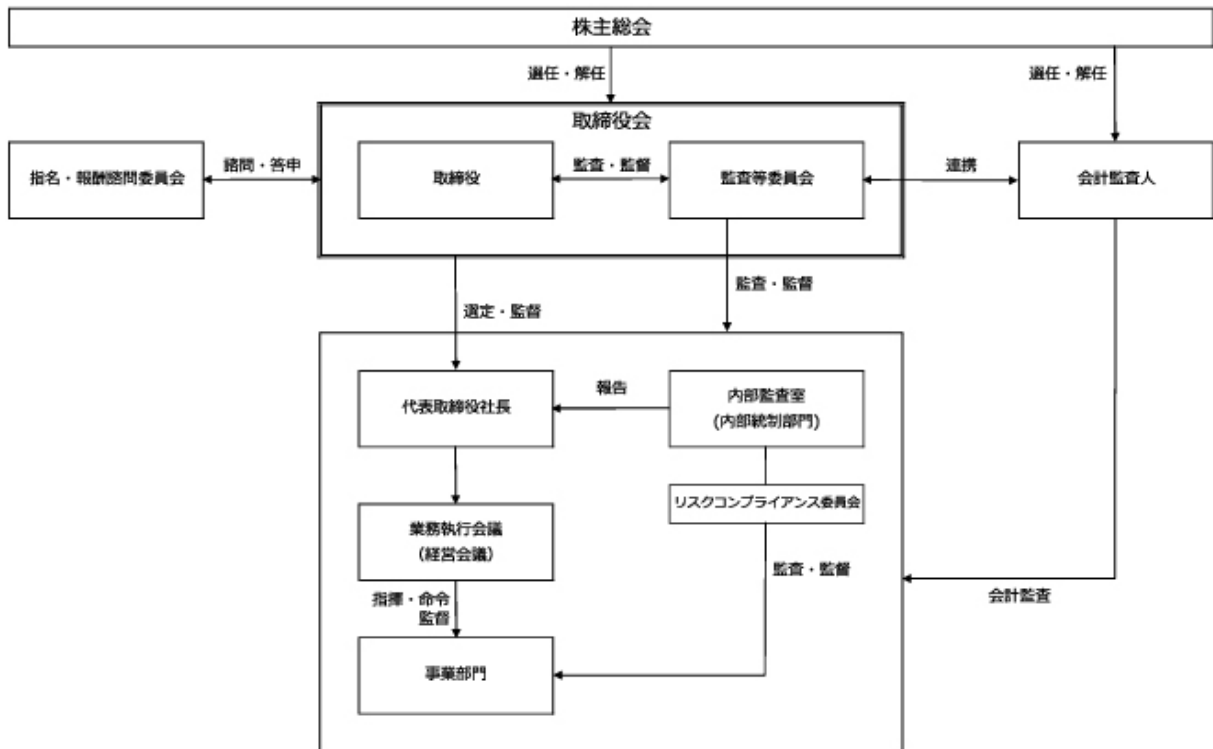 株主総会
選任・解任
選任・解任
取締役会
指名・報酬諮問委員会
諮問・答申
取締役
監査・監督
監査等委員会
連携
会計監査人
監査・監督
選定・監督
代表取締役社長
報告
内部監査室
(内部統制部門)
リスクコンプライアンス委員会
業務執行会議
(経営会議)
監査・監督
会計監査
指揮・命令
監督
事業部門